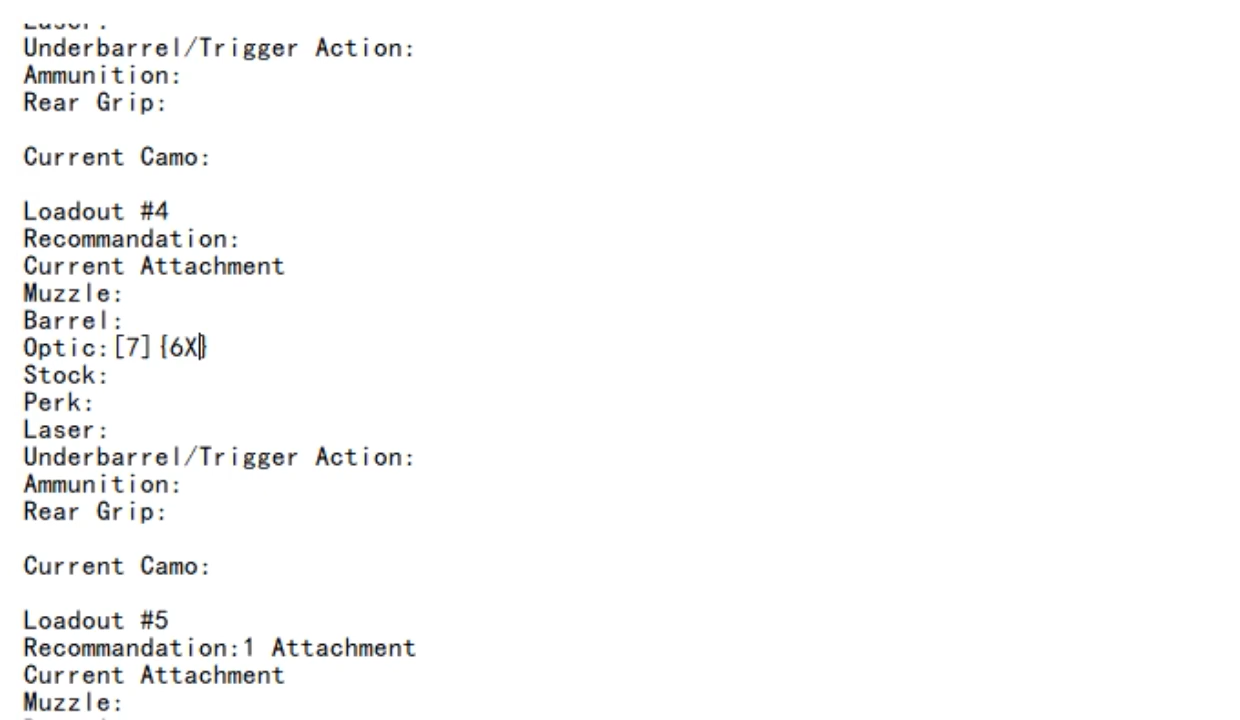 Laser:
Underbarrel/Trigger Action:
Ammunition:
Rear Grip:
Current Camo:
Loadout #4
Recommandation:
Current Attachment
Muzzle:
Barrel:
Optic:[7]{6X}
Stock:
Perk:
Laser:
Underbarrel/Trigger Action:
Ammunition:
Rear Grip:
Current Camo:
Loadout #5
Recommandation:1 Attachment
Current Attachment
Muzzle: